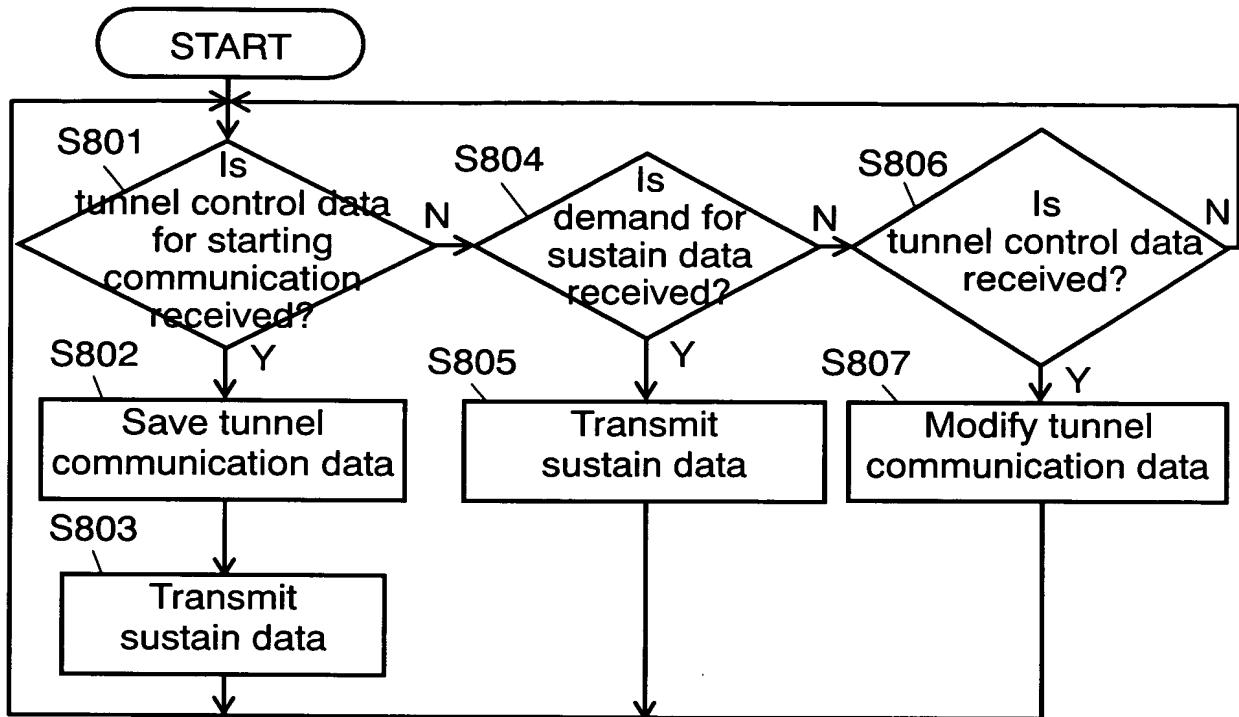 START
S801
Is
tunnel control data
for starting
communication
received?
N
Y
S804
Is
demand for
sustain data
received?
N
Y
S806
Is
tunnel control data
received?
N
Y
S802
Save tunnel
communication data
S805
Transmit
sustain data
S807
Modify tunnel
communication data
S803
Transmit
sustain data